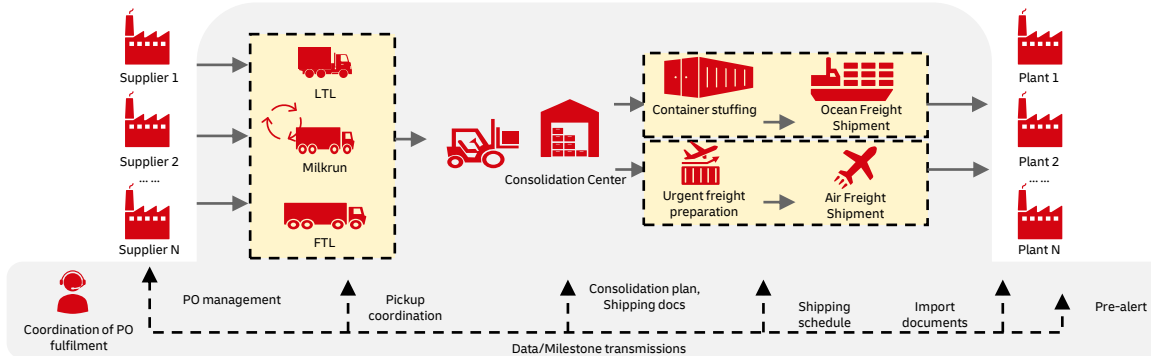 Supplier 1
Supplier 2
... ...
Supplier N
LTL
Milkrun
FTL
Consolidation Center
Container stuffing
Ocean Freight
Shipment
Urgent freight
preparation
Air Freight
Shipment
Plant 1
Plant 2
... ...
Plant N
Coordination of PO
fulfilment
PO management
Pickup
coordination
Consolidation plan,
Shipping docs
Shipping
schedule
Import
documents
Pre-alert
Data/Milestone transmissions